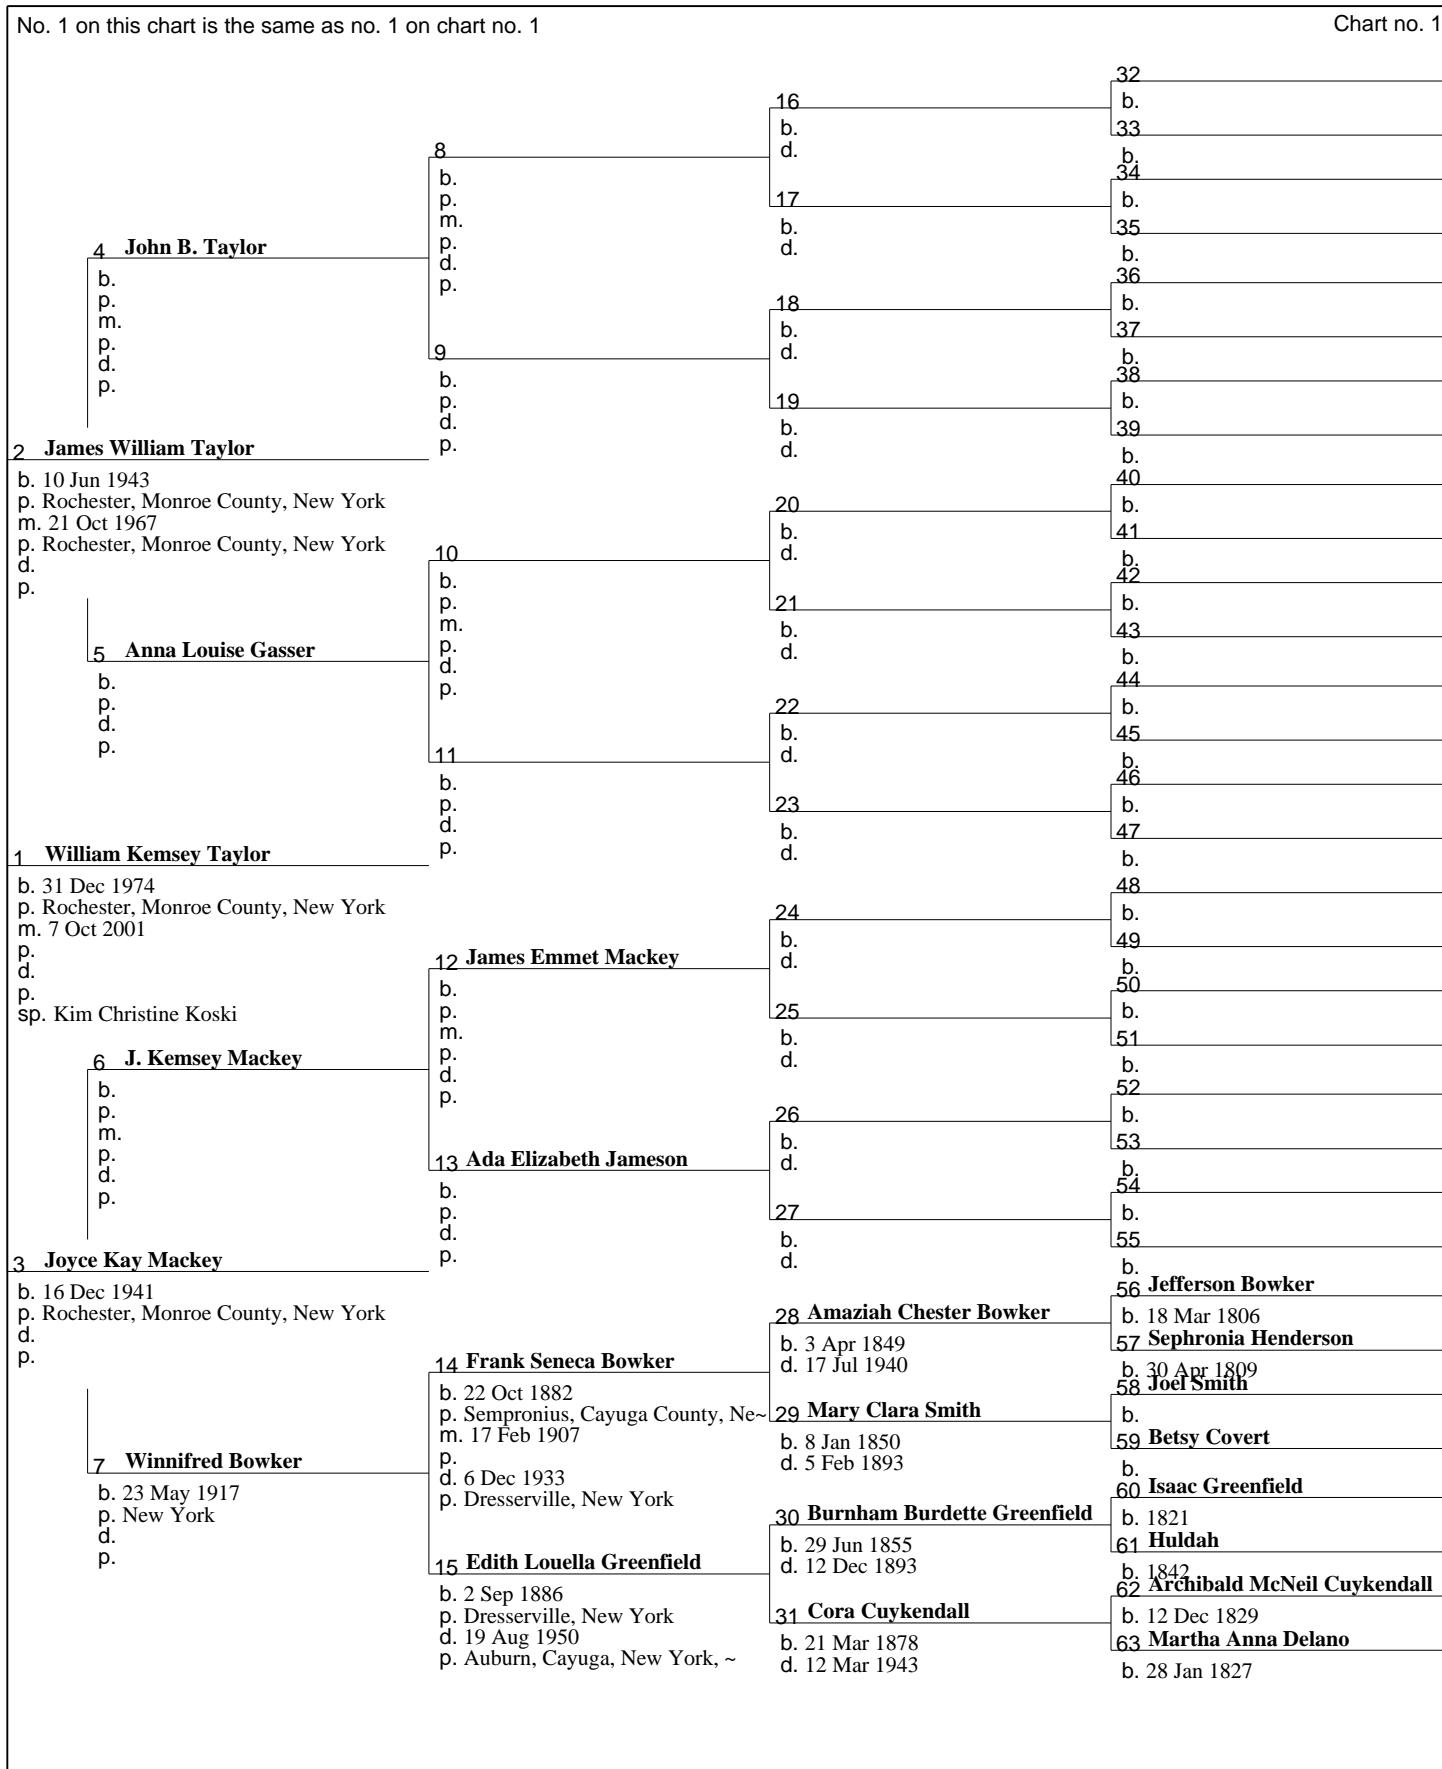 No. 1 on this chart is the same as no. 1 on chart no. 1
Chart no. 1
2 James William Taylor
b. 10 Jun 1943
p. Rochester, Monroe County, New York
m. 21 Oct 1967
p. Rochester, Monroe County, New York
d.
p.
1 William Kemsey Taylor
b. 31 Dec 1974
p. Rochester, Monroe County, New York
m. 7 Oct 2001
p.
d.
p.
sp. Kim Christine Koski
3 Joyce Kay Mackey
b. 16 Dec 1941
p. Rochester, Monroe County, New York
d.
p.
4 John B. Taylor
b.
p.
m.
p.
d.
p.
5 Anna Louise Gasser
b.
p.
d.
p.
6 J. Kemsey Mackey
b.
p.
m.
p.
d.
p.
7 Winnifred Bowker
b. 23 May 1917
p. New York
d.
p.
8
b.
p.
m.
p.
d.
p.
9
b.
p.
d.
p.
10
b.
p.
m.
p.
d.
p.
11
b.
p.
d.
p.
12 James Emmet Mackey
b.
p.
m.
p.
d.
p.
13 Ada Elizabeth Jameson
b.
p.
d.
p.
14 Frank Seneca Bowker
b. 22 Oct 1882
p. Sempronius, Cayuga County, Ne~
m. 17 Feb 1907
p.
d. 6 Dec 1933
p. Dresserville, New York
15 Edith Louella Greenfield
b. 2 Sep 1886
p. Dresserville, New York
d. 19 Aug 1950
p. Auburn, Cayuga, New York, ~
16
b.
d.
17
b.
d.
18
b.
d.
19
b.
d.
20
b.
d.
21
b.
d.
22
b.
d.
23
b.
d.
24
b.
d.
25
b.
d.
26
b.
d.
27
b.
d.
28 Amaziah Chester Bowker
b. 3 Apr 1849
d. 17 Jul 1940
29 Mary Clara Smith
b. 8 Jan 1850
d. 5 Feb 1893
30 Burnham Burdette Greenfield
b. 29 Jun 1855
d. 12 Dec 1893
31 Cora Cuykendall
b. 21 Mar 1878
d. 12 Mar 1943
32
b.
33
b.
34
b.
35
b.
36
b.
37
b.
38
b.
39
b.
40
b.
41
b.
42
b.
43
b.
44
b.
45
b.
46
b.
47
b.
48
b.
49
b.
50
b.
51
b.
52
b.
53
b.
54
b.
55
b.
56 Jefferson Bowker
b. 18 Mar 1806
57 Sephronia Henderson
b. 30 Apr 1809
58 Joel Smith
b.
59 Betsy Covert
b.
60 Isaac Greenfield
b. 1821
61 Huldah
b. 1842
62 Archibald McNeil Cuykendall
b. 12 Dec 1829
63 Martha Anna Delano
b. 28 Jan 1827